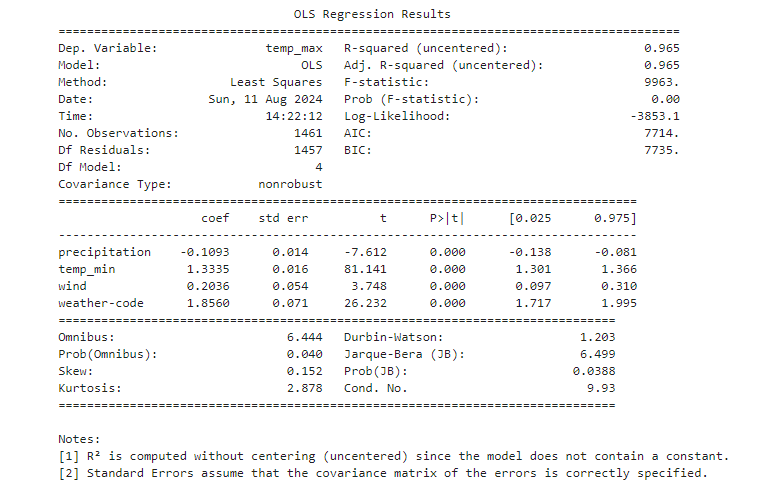 OLS Regression Results
==============================================================================
Dep. Variable: temp_max R-squared (uncentered): 0.965
Model: OLS Adj. R-squared (uncentered): 0.965
Method: Least Squares F-statistic: 9963.
Date: Sun, 11 Aug 2024 Prob (F-statistic): 0.00
Time: 14:22:12 Log-Likelihood: -3853.1
No. Observations: 1461 AIC: 7714.
Df Residuals: 1457 BIC: 7735.
Df Model: 4
Covariance Type: nonrobust
==============================================================================
coef std err t P>|t| [0.025 0.975]
------------------------------------------------------------------------------
precipitation -0.1093 0.014 -7.612 0.000 -0.138 -0.081
temp_min 1.3335 0.016 81.141 0.000 1.301 1.366
wind 0.2036 0.054 3.748 0.000 0.097 0.310
weather-code 1.8560 0.071 26.232 0.000 1.717 1.995
==============================================================================
Omnibus: 6.444 Durbin-Watson: 1.203
Prob(Omnibus): 0.040 Jarque-Bera (JB): 6.499
Skew: 0.152 Prob(JB): 0.0388
Kurtosis: 2.878 Cond. No. 9.93
==============================================================================
Notes:
[1] R² is computed without centering (uncentered) since the model does not contain a constant.
[2] Standard Errors assume that the covariance matrix of the errors is correctly specified.